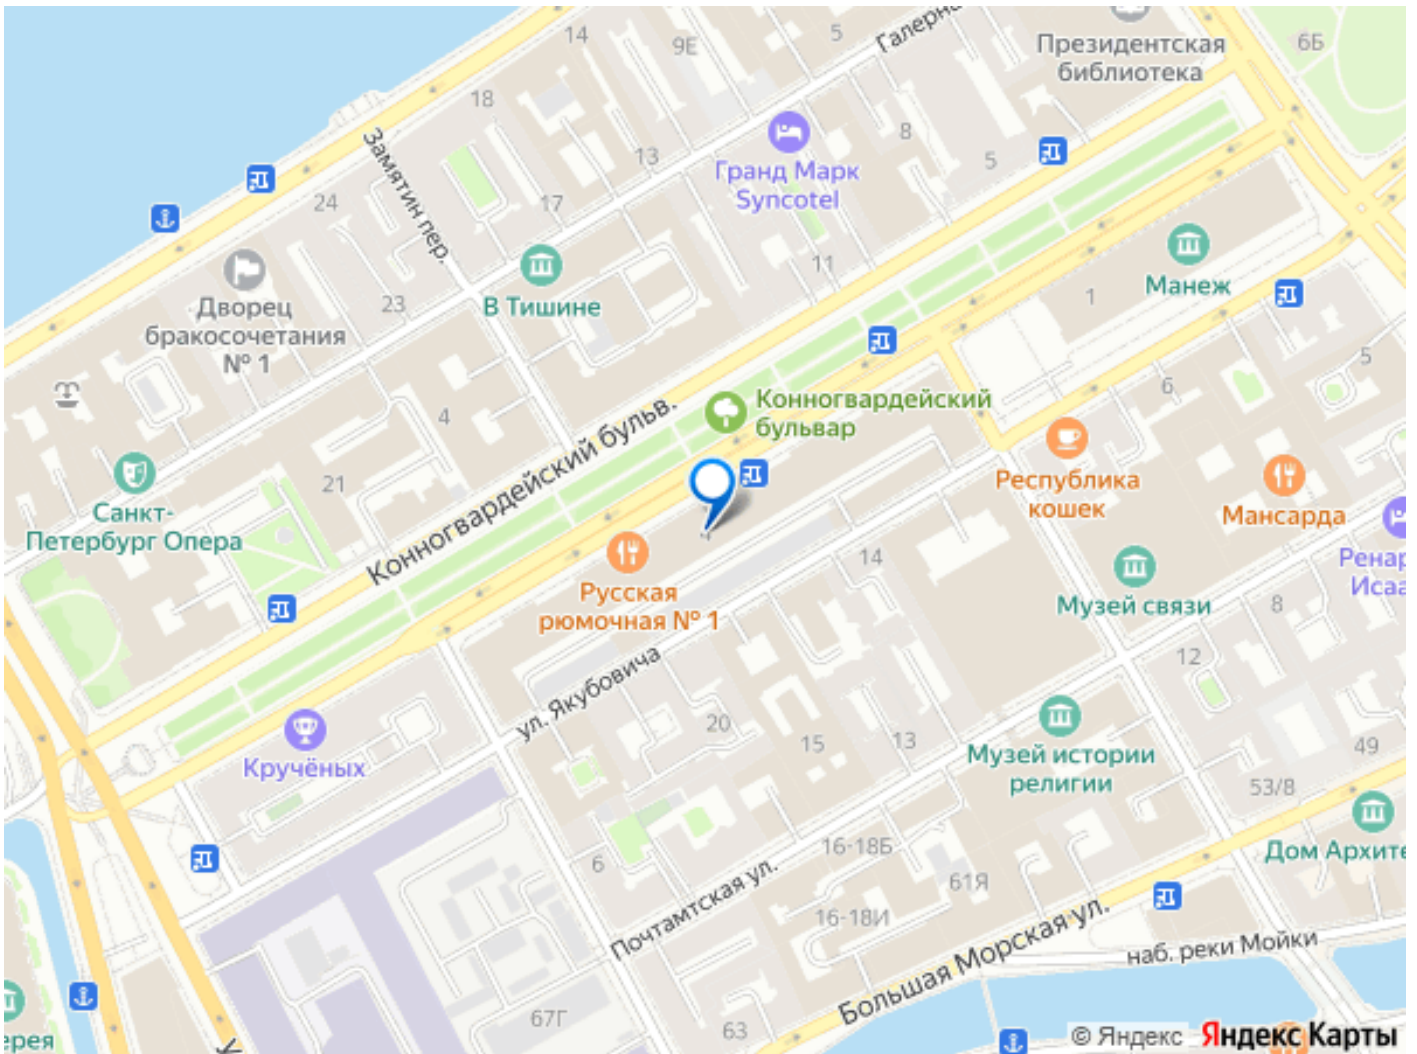 14
9Е
5
Галерна
Президентская
библиотека
6Б
18
Замятин пер.
13
Гранд Марк
Syncotel
8
5
24
17
11
Манеж
1
Дворец
бракосочетания
№ 1
23
В Тишине
4
Конногвардейский бульв.
Конногвардейский
бульвар
6
5
21
Санкт-
Петербург Опера
Республика
кошек
Мансарда
Русская
рюмочная № 1
14
Музей связи
Ренар
Исаа
8
12
ул. Якубовича
20
15
13
Музей истории
религии
49
53/8
Кручёных
Дом Архите
6
16-18Б
61Я
Почтамтская ул.
16-18И
Большая Морская ул.
наб. реки Мойки
67Г
63
ерея
© Яндекс Яндекс Карты